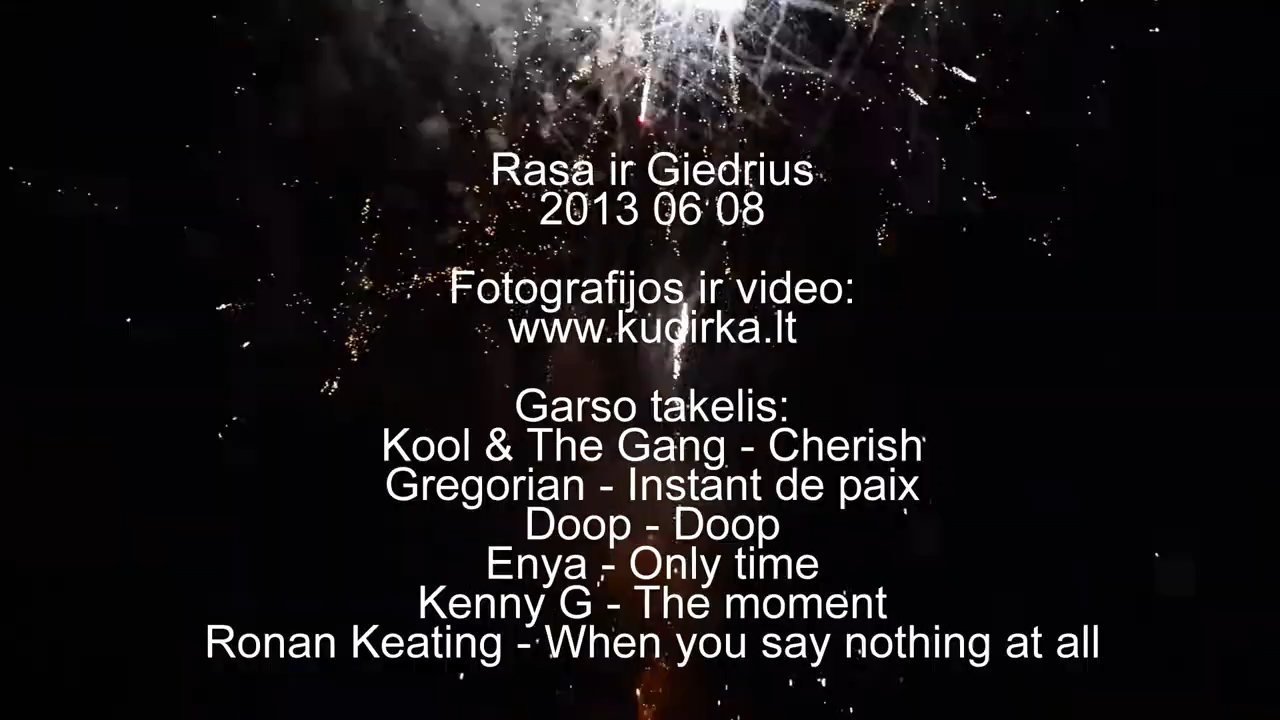 Rasa ir Giedrius
2013 06 08
Fotografijos ir video:
www.kudirka.lt
Garso takelis:
Kool & The Gang - Cherish
Gregorian - Instant de paix
Doop - Doop
Enya - Only time
Kenny G - The moment
Ronan Keating - When you say nothing at all